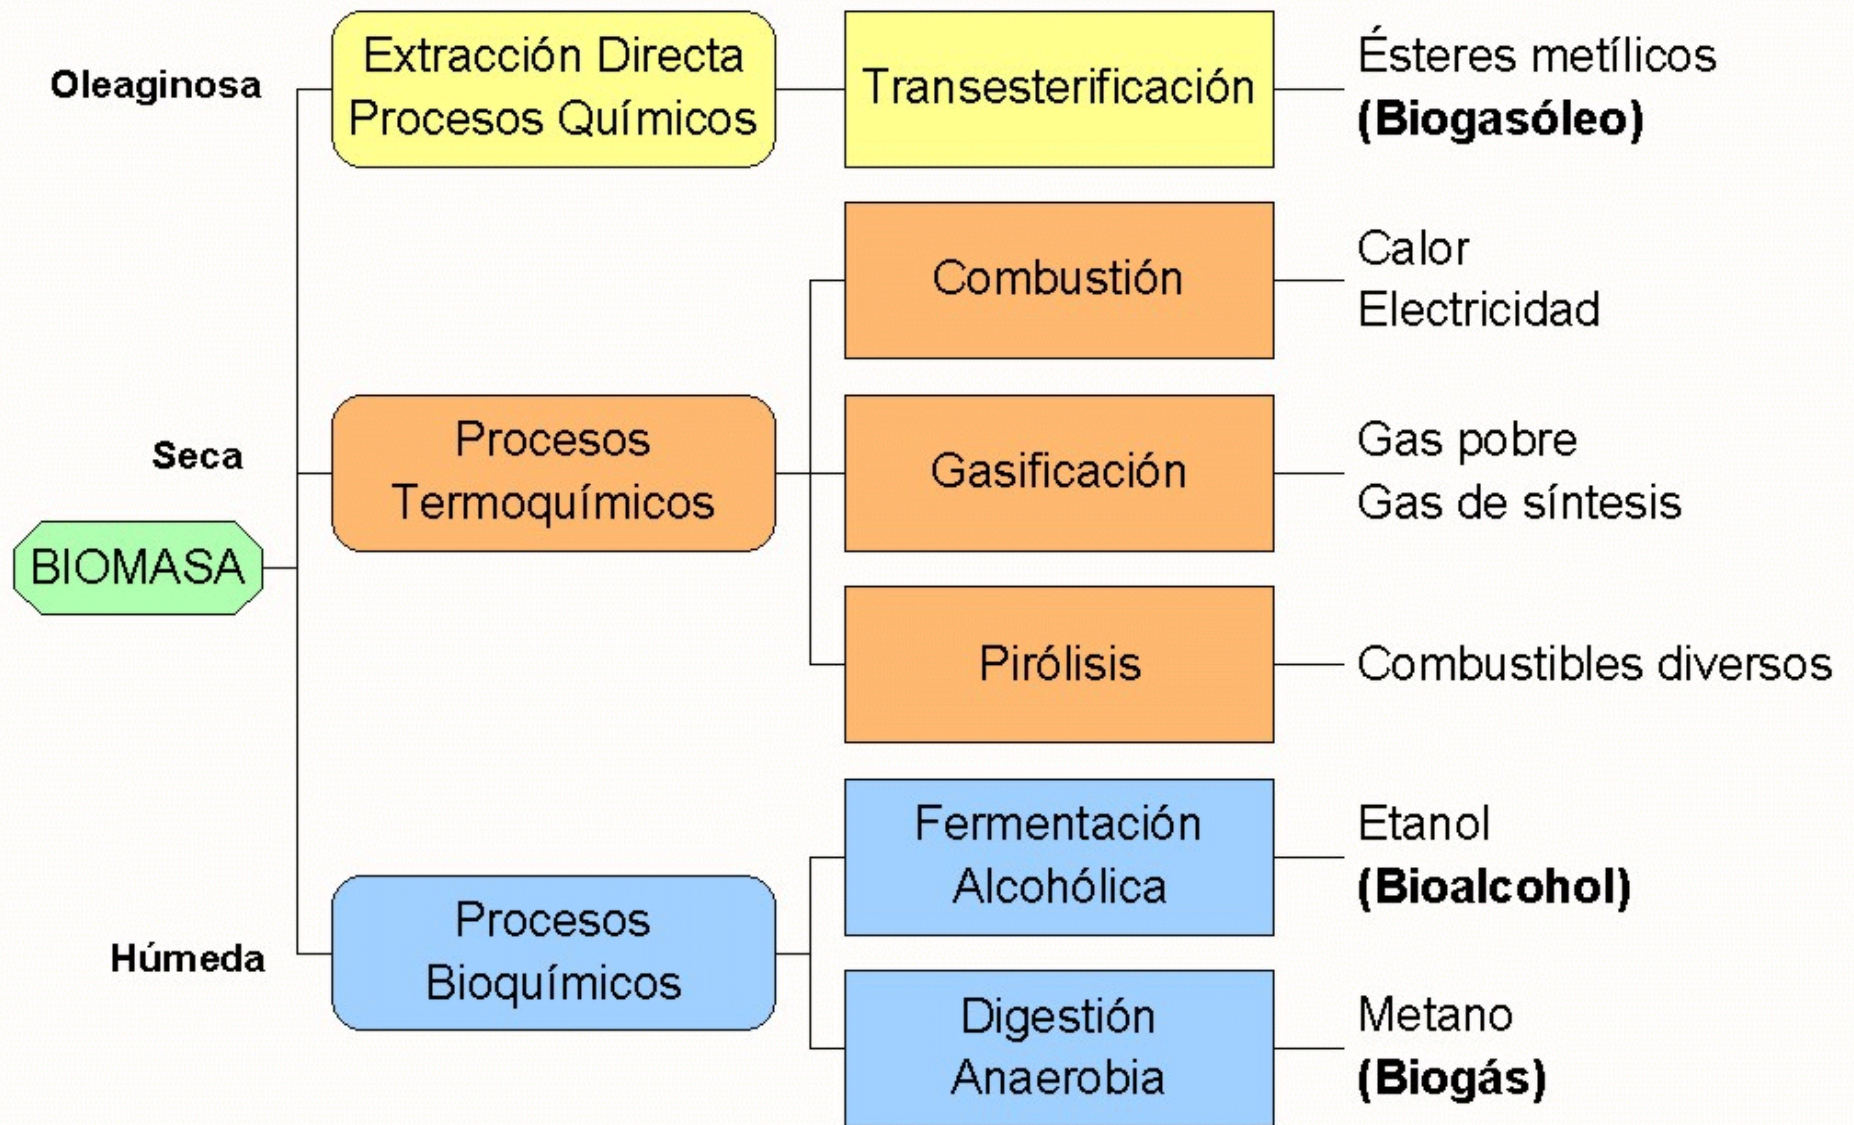 Oleaginosa
Extracción Directa
Procesos Químicos
Transesterificación
Ésteres metílicos
(Biogasóleo)
Combustión
Calor
Electricidad
Seca
Procesos
Termoquímicos
Gasificación
Gas pobre
Gas de síntesis
BIOMASA
Pirólisis
Combustibles diversos
Fermentación
Alcohólica
Etanol
(Bioalcohol)
Húmeda
Procesos
Bioquímicos
Digestión
Anaerobia
Metano
(Biogás)